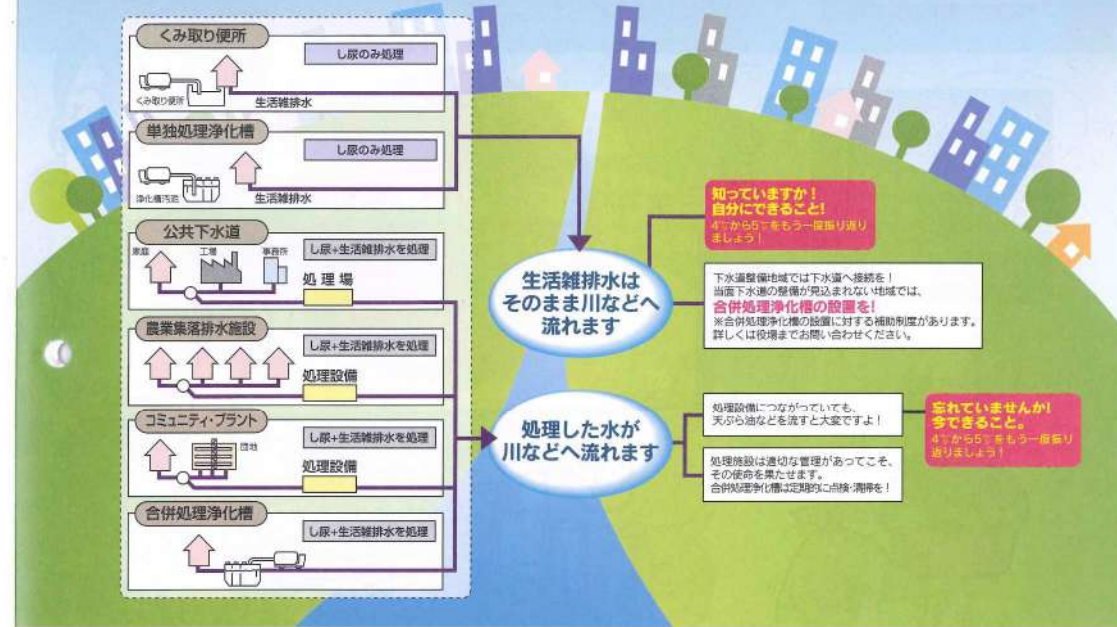 くみ取り便所
し尿のみ処理
くみ取り便所
生活雑排水
単独処理浄化槽
し尿のみ処理
浄化槽汚泥
生活雑排水
公共下水道
家庭
工場
事務所
し尿+生活雑排水を処理
処理場
農業集落排水施設
し尿+生活雑排水を処理
処理設備
コミュニティ・プラント
団地
し尿+生活雑排水を処理
処理設備
合併処理浄化槽
し尿+生活雑排水を処理
生活雑排水は
そのまま川などへ
流れます
知っていますか！
自分にできること！
4㌻から5㌻をもう一度振り返り
ましょう！
下水道整備地域では下水道へ接続を！
当面下水道の整備が見込まれない地域では、
合併処理浄化槽の設置を！
※合併処理浄化槽の設置に対する補助制度があります。
詳しくは役場までお問い合わせください。
処理した水が
川などへ流れます
処理設備につながっていても、
天ぷら油などを流すと大変ですよ！
処理施設は適切な管理があってこそ、
その使命を果たせます。
合併処理浄化槽は定期的に点検・清掃を！
忘れていませんか！
今できること。
4㌻から5㌻をもう一度振り
返りましょう！